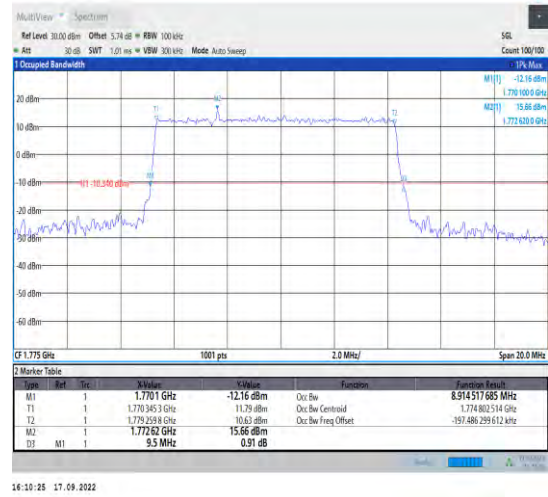 MultiView Spectrum
Ref Level 30.00 dBm Offset 5.74 dB RBW 100 kHz SGL
Att 30 dB SWT 1.01 ms VBW 300 kHz Mode Auto Sweep Count 100/100
1 Occupied Bandwidth 1Pk Max
M1[1] -12.16 dBm
1.770 100 0 GHz
M2[1] 15.66 dBm
1.772 620 0 GHz
20 dBm
M2
T1
T2
0 dBm
-10 dBm
H1 -10.340 dBm
-20 dBm
-30 dBm
-40 dBm
-60 dBm
CF 1.775 GHz 1001 pts 2.0 MHz/ Span 20.0 MHz
2 Marker Table
Type Ref Trc X-Value Y-Value Function Function Result
M1 1 1.7701 GHz -12.16 dBm Occ Bw 8.914 517 685 MHz
T1 1 1.770 345 3 GHz 11.79 dBm Occ Bw Centroid 1.774 802 514 GHz
T2 1 1.779 259 8 GHz 10.63 dBm Occ Bw Freq Offset -197.486 299 612 kHz
M2 1 1.772 62 GHz 15.66 dBm
D3 M1 1 9.5 MHz 0.91 dB
16:10:25 17.09.2022